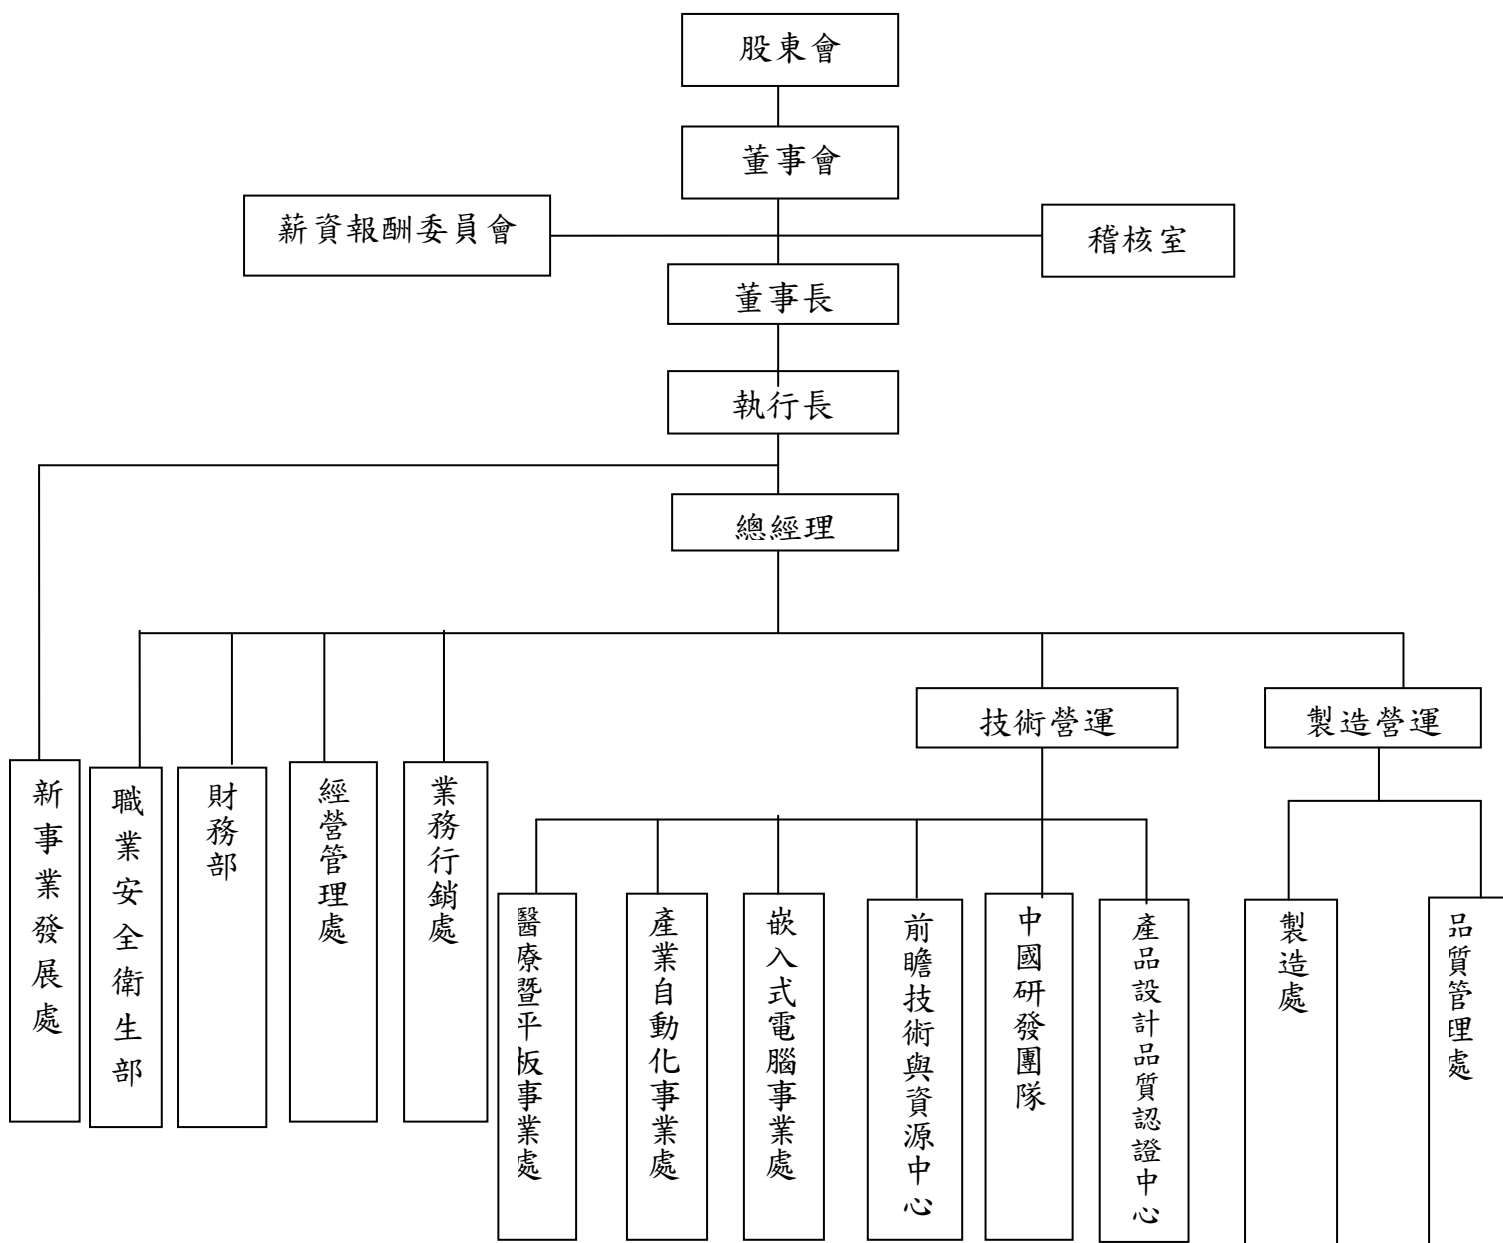 股東會
董事會
薪資報酬委員會
稽核室
董事長
執行長
總經理
技術營運
製造營運
新事業發展處
職業安全衛生部
財務部
經營管理處
業務行銷處
醫療暨平板事業處
產業自動化事業處
嵌入式電腦事業處
前瞻技術與資源中心
中國研發團隊
產品設計品質認證中心
製造處
品質管理處